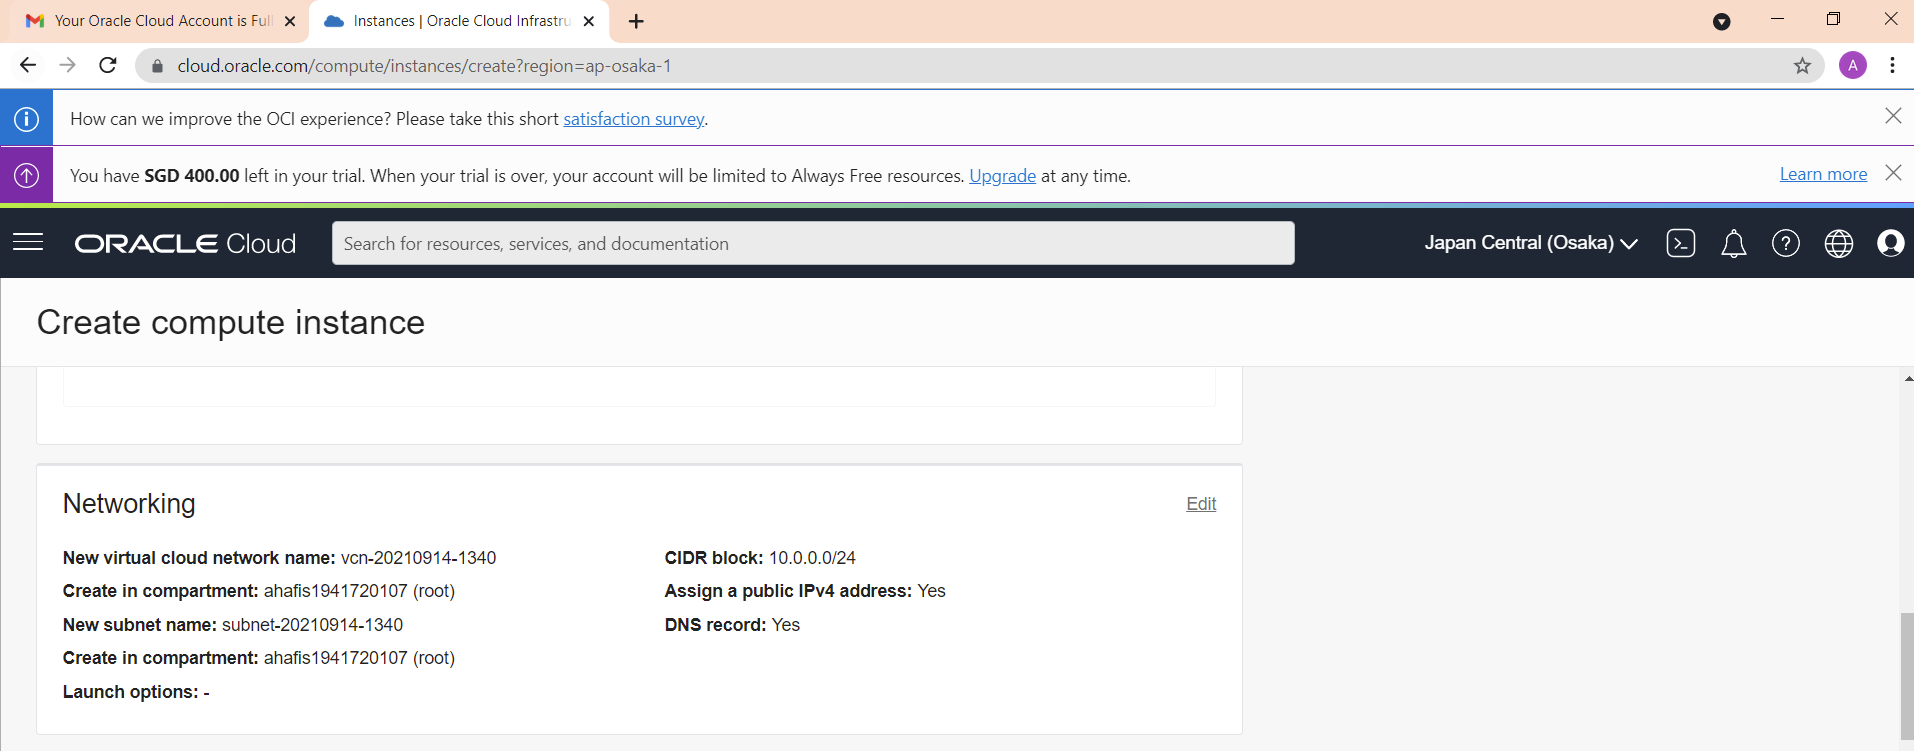 Your Oracle Cloud Account is Full
Instances | Oracle Cloud Infrastru
cloud.oracle.com/compute/instances/create?region=ap-osaka-1
A
How can we improve the OCI experience? Please take this short satisfaction survey.
You have SGD 400.00 left in your trial. When your trial is over, your account will be limited to Always Free resources. Upgrade at any time.
Learn more
ORACLE Cloud
Search for resources, services, and documentation
Japan Central (Osaka)
Create compute instance
Networking
Edit
New virtual cloud network name: vcn-20210914-1340
Create in compartment: ahafis1941720107 (root)
New subnet name: subnet-20210914-1340
Create in compartment: ahafis1941720107 (root)
Launch options: -
CIDR block: 10.0.0.0/24
Assign a public IPv4 address: Yes
DNS record: Yes